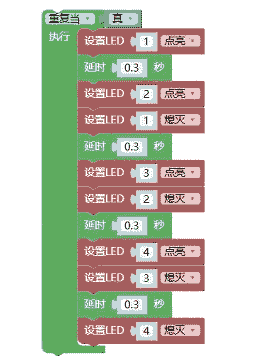 重复当 真
执行
设置LED 1 点亮
延时 0.3 秒
设置LED 2 点亮
设置LED 1 熄灭
延时 0.3 秒
设置LED 3 点亮
设置LED 2 熄灭
延时 0.3 秒
设置LED 4 点亮
设置LED 3 熄灭
延时 0.3 秒
设置LED 4 熄灭